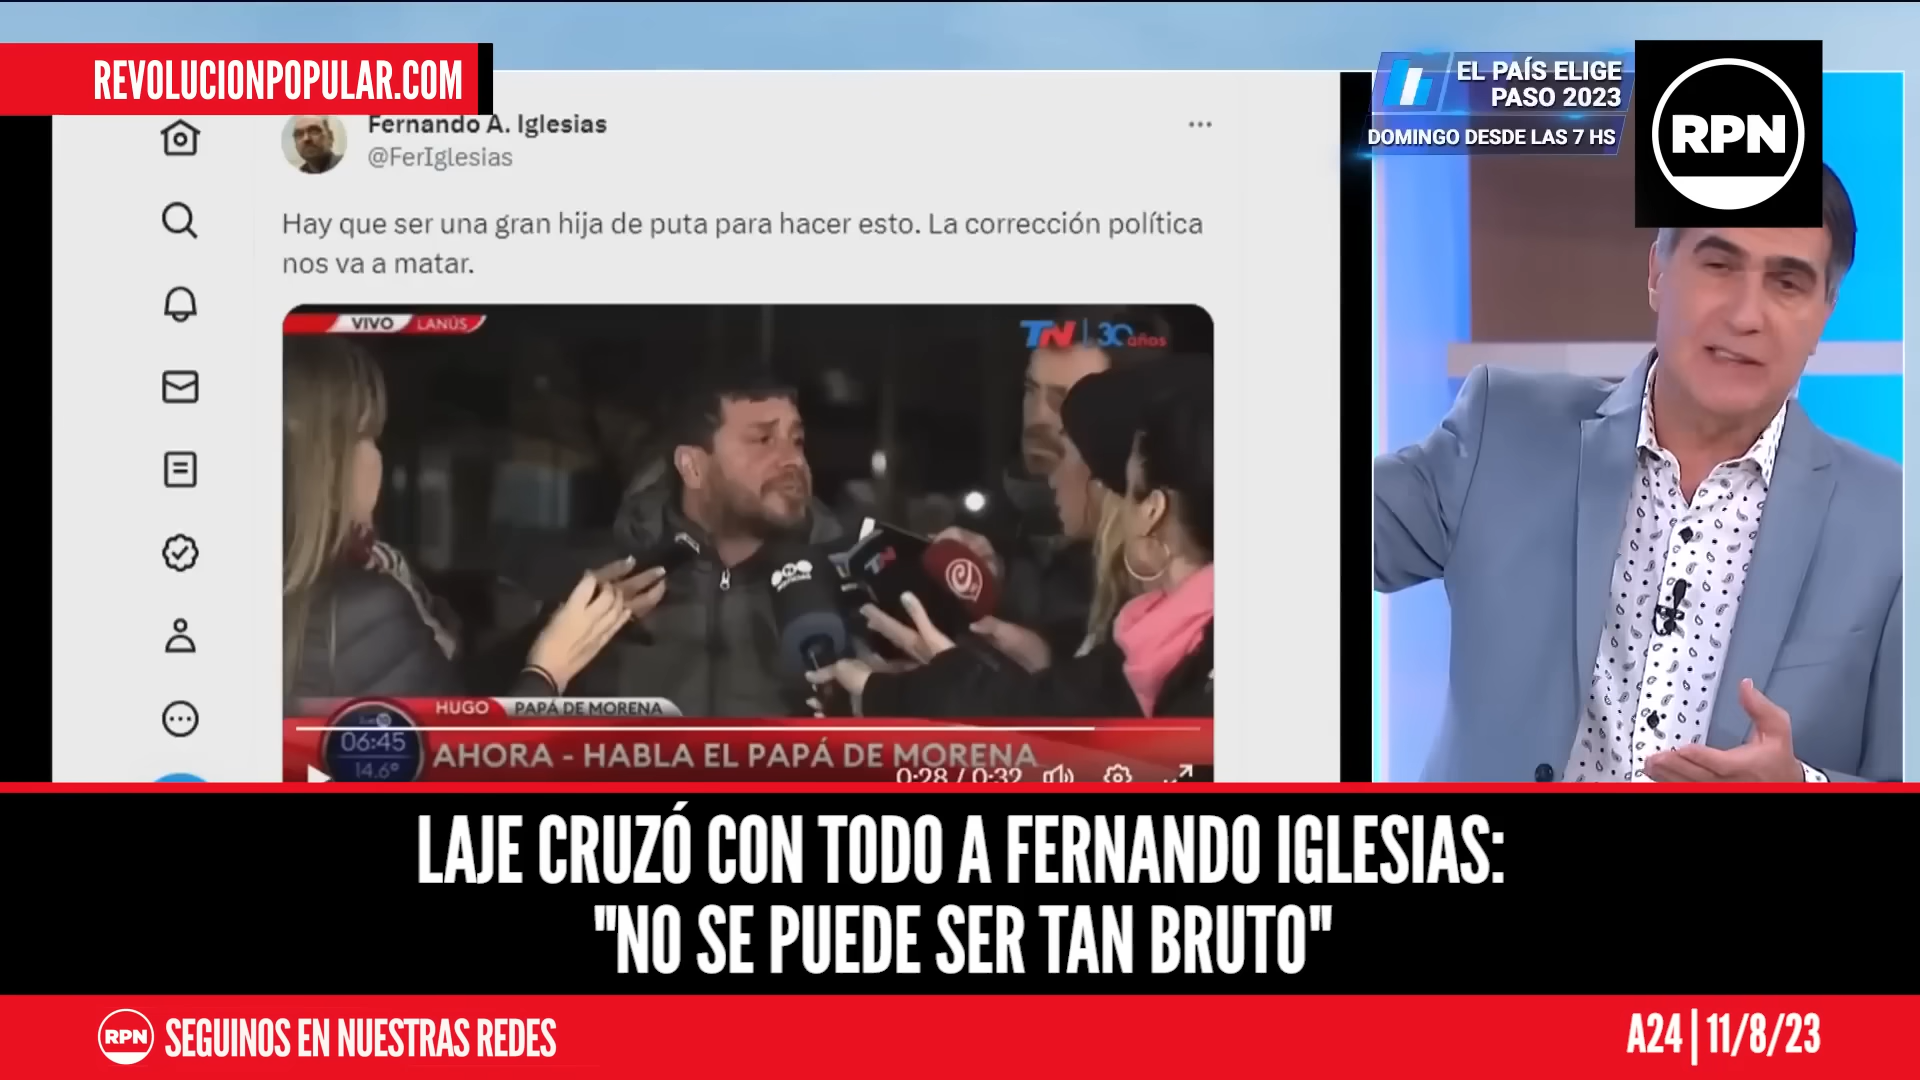 REVOLUCIONPOPULAR.COM
EL PAÍS ELIGE
PASO 2023
DOMINGO DESDE LAS 7 HS
RPN
Fernando A. Iglesias
@FerIglesias
Hay que ser una gran hija de puta para hacer esto. La corrección política
nos va a matar.
VIVO LANÚS
TN 30 años
TN
HUGO PAPÁ DE MORENA
06:45
14.6°
AHORA - HABLA EL PAPÁ DE MORENA
0:28 / 0:32
LAJE CRUZÓ CON TODO A FERNANDO IGLESIAS:
"NO SE PUEDE SER TAN BRUTO"
RPN SEGUINOS EN NUESTRAS REDES
A24 | 11/8/23